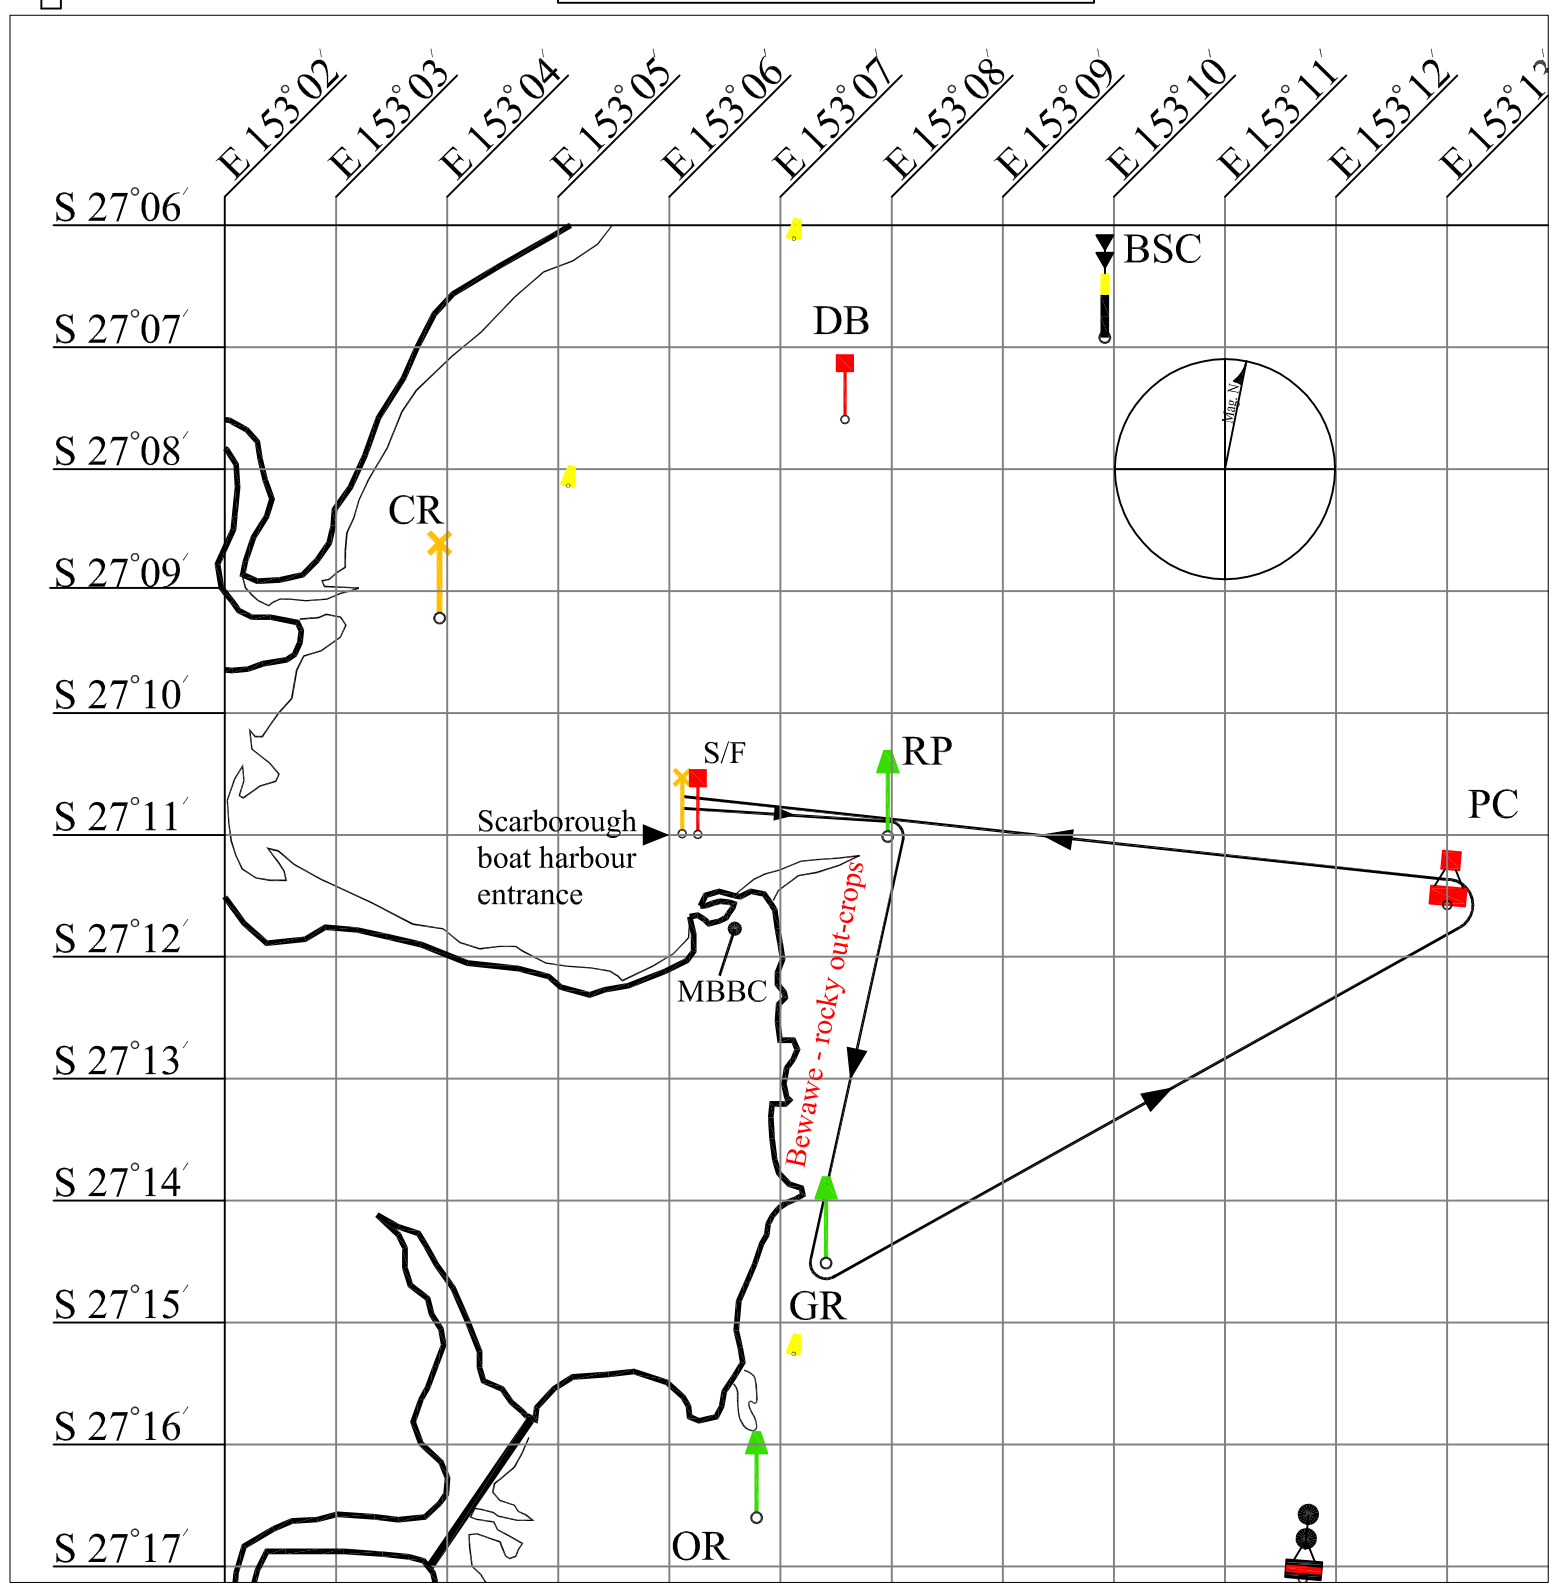 E 153°02′
E 153°03′
E 153°04′
E 153°05′
E 153°06′
E 153°07′
E 153°08′
E 153°09′
E 153°10′
E 153°11′
E 153°12′
S 27°06′
BSC
DB
S 27°07′
Mag. N
S 27°08′
CR
S 27°09′
S 27°10′
S/F
RP
PC
S 27°11′
Scarborough
boat harbour
entrance
Bewawe - rocky out-crops
S 27°12′
MBBC
S 27°13′
S 27°14′
S 27°15′
GR
S 27°16′
OR
S 27°17′